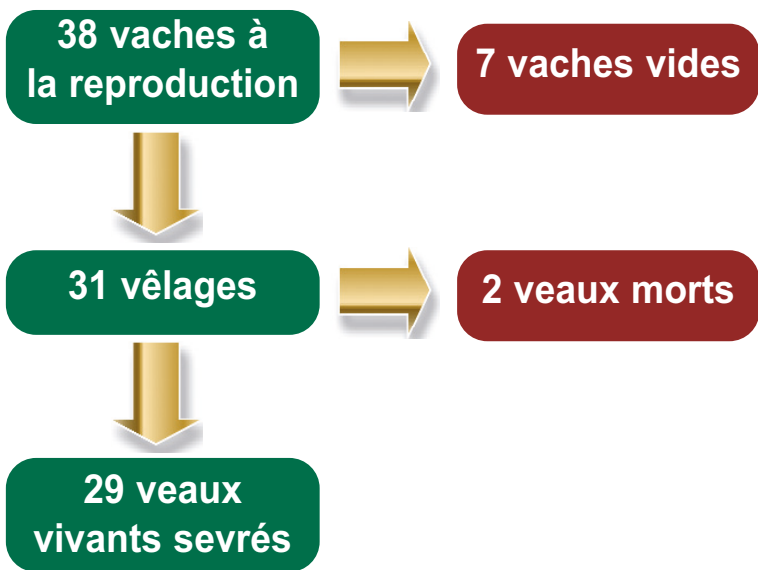 38 vaches à
la reproduction
7 vaches vides
31 vêlages
2 veaux morts
29 veaux
vivants sevrés